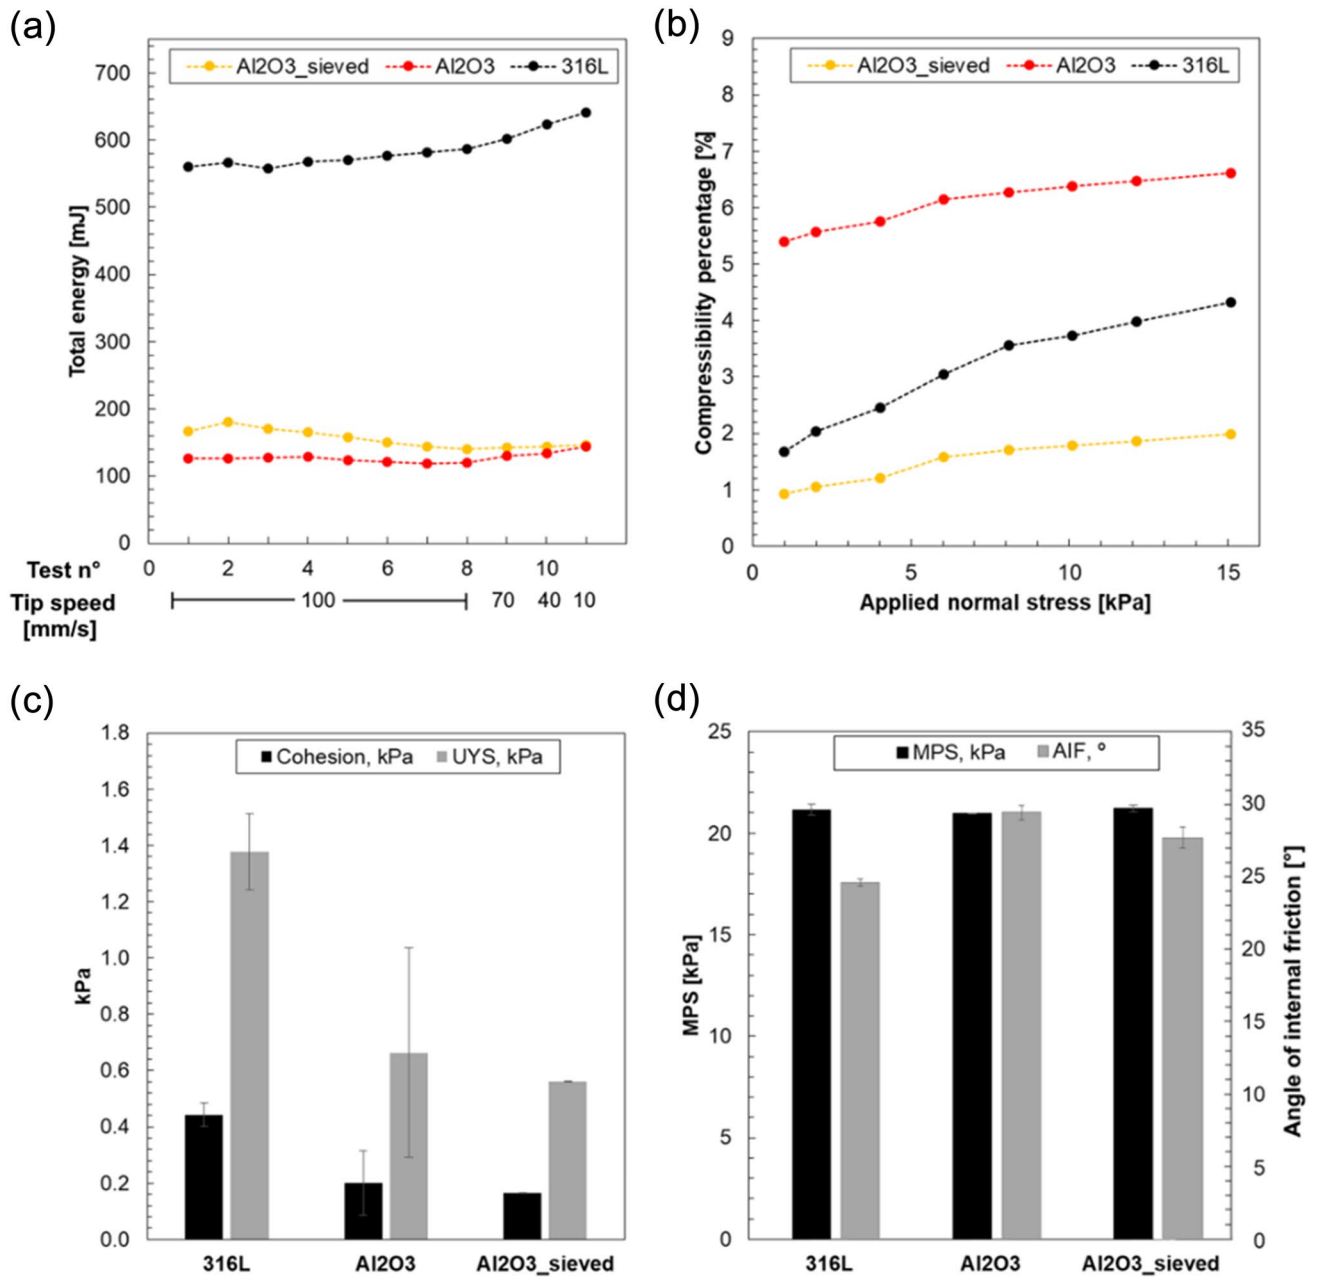 (a)
Al2O3_sieved Al2O3 316L
700
600
500
400
300
200
100
0
Total energy [mJ]
Test n° 0 2 4 6 8 10
Tip speed 100 70 40 10
[mm/s]
(b)
Al2O3_sieved Al2O3 316L
9
8
7
6
5
4
3
2
1
0
Compressibility percentage [%]
0 5 10 15
Applied normal stress [kPa]
(c)
Cohesion, kPa UYS, kPa
1.8
1.6
1.4
1.2
1.0
0.8
0.6
0.4
0.2
0.0
kPa
316L Al2O3 Al2O3_sieved
(d)
MPS, kPa AIF, °
25
20
15
10
5
0
MPS [kPa]
35
30
25
20
15
10
5
0
Angle of internal friction [°]
316L Al2O3 Al2O3_sieved